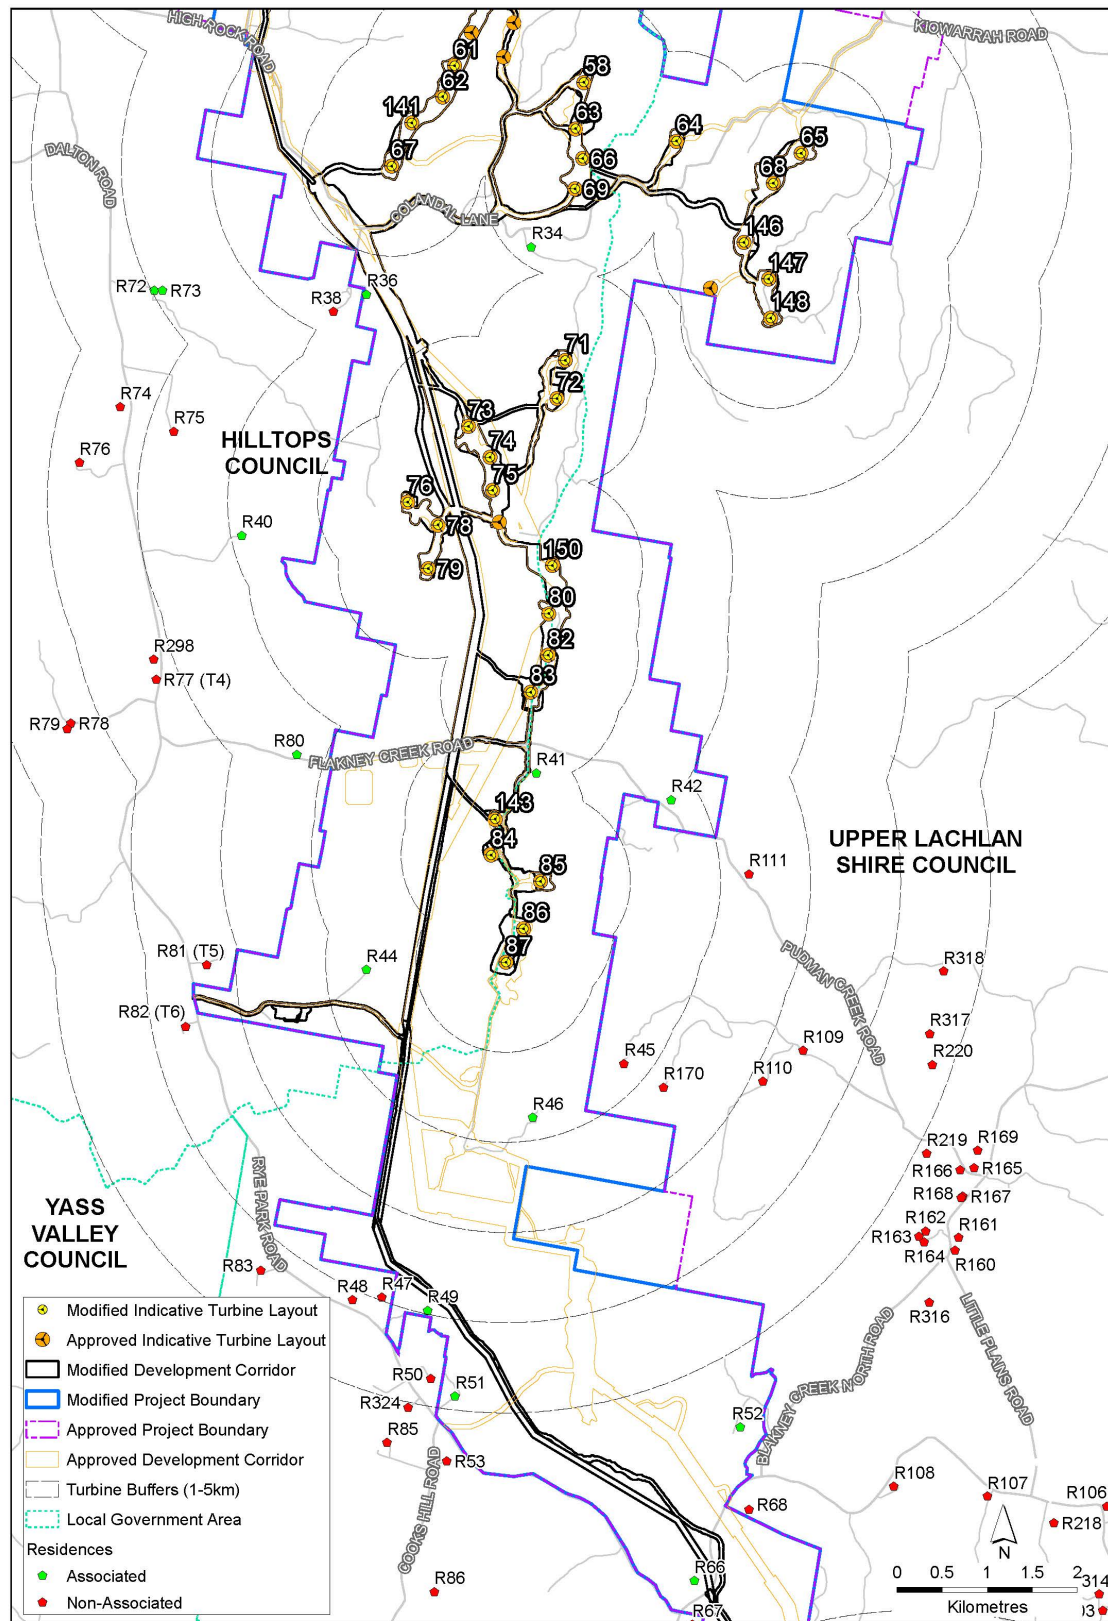 HIGH ROCK ROAD
KIOWARRAH ROAD
61
62
58
141
63
64
65
67
66
68
DALTON ROAD
69
COLANDAL LANE
R34
146
147
R72
R73
R36
R38
148
71
72
R74
R75
73
HILLTOPS
COUNCIL
74
R76
75
76
78
R40
150
79
80
82
R298
83
R77 (T4)
R79
R78
R80
FLAKNEY CREEK ROAD
R41
R42
143
84
UPPER LACHLAN
SHIRE COUNCIL
R111
85
86
87
R81 (T5)
R44
R318
PUDMAN CREEK ROAD
R82 (T6)
R317
R109
R45
R220
R170
R110
R46
R219
R169
R166
R165
RYE PARK ROAD
YASS
VALLEY
COUNCIL
R168
R167
R162
R161
R163
R164
R160
R83
R48
R47
R49
R316
LITTLE PLAINS ROAD
BLAKNEY CREEK NORTH ROAD
R50
R51
R324
R52
R85
R53
COOKS HILL ROAD
R108
R107
R106
R68
R218
R66
R86
R67
314
03
Modified Indicative Turbine Layout
Approved Indicative Turbine Layout
Modified Development Corridor
Modified Project Boundary
Approved Project Boundary
Approved Development Corridor
Turbine Buffers (1-5km)
Local Government Area
Residences
Associated
Non-Associated
N
0 0.5 1 1.5 2
Kilometres